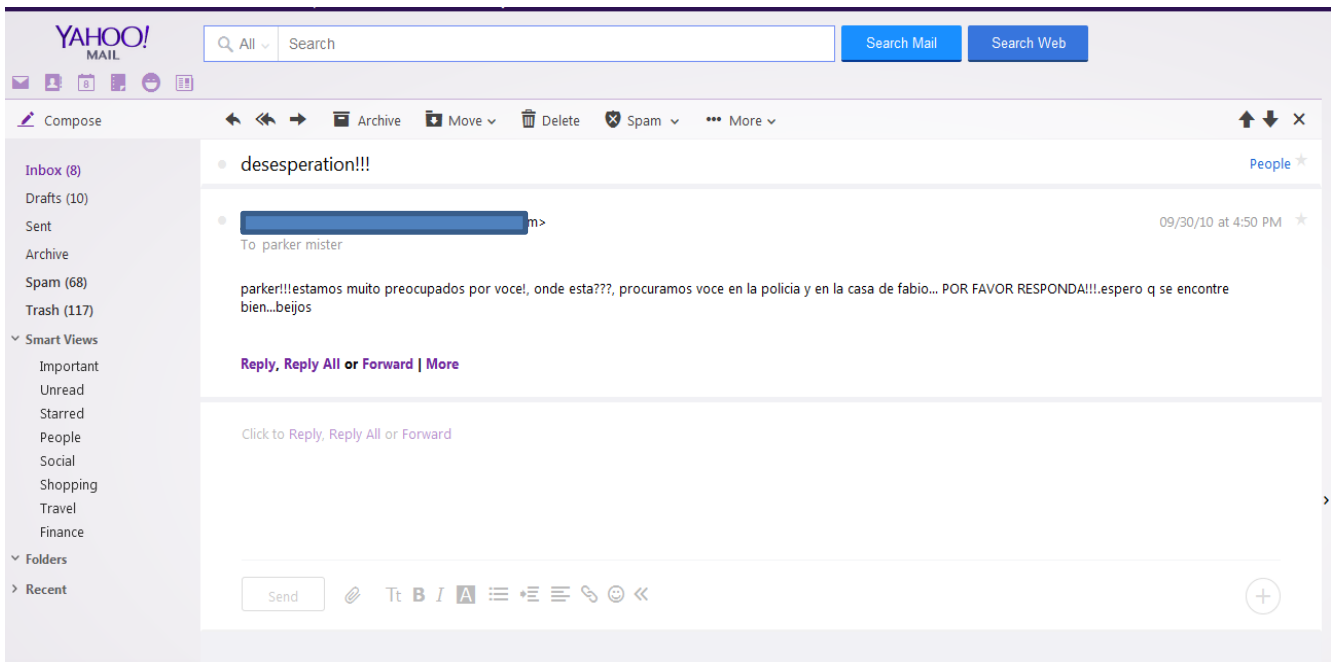 YAHOO!
MAIL
All Search Search Mail Search Web
8
Compose Archive Move Delete Spam More
Inbox (8)
Drafts (10)
Sent
Archive
Spam (68)
Trash (117)
Smart Views
Important
Unread
Starred
People
Social
Shopping
Travel
Finance
Folders
Recent
desesperation!!! People
m> 09/30/10 at 4:50 PM
To parker mister
parker!!!estamos muito preocupados por voce!, onde esta???, procuramos voce en la policia y en la casa de fabio... POR FAVOR RESPONDA!!!.espero q se encontre
bien...beijos
Reply, Reply All or Forward | More
Click to Reply, Reply All or Forward
Send Tt B I A